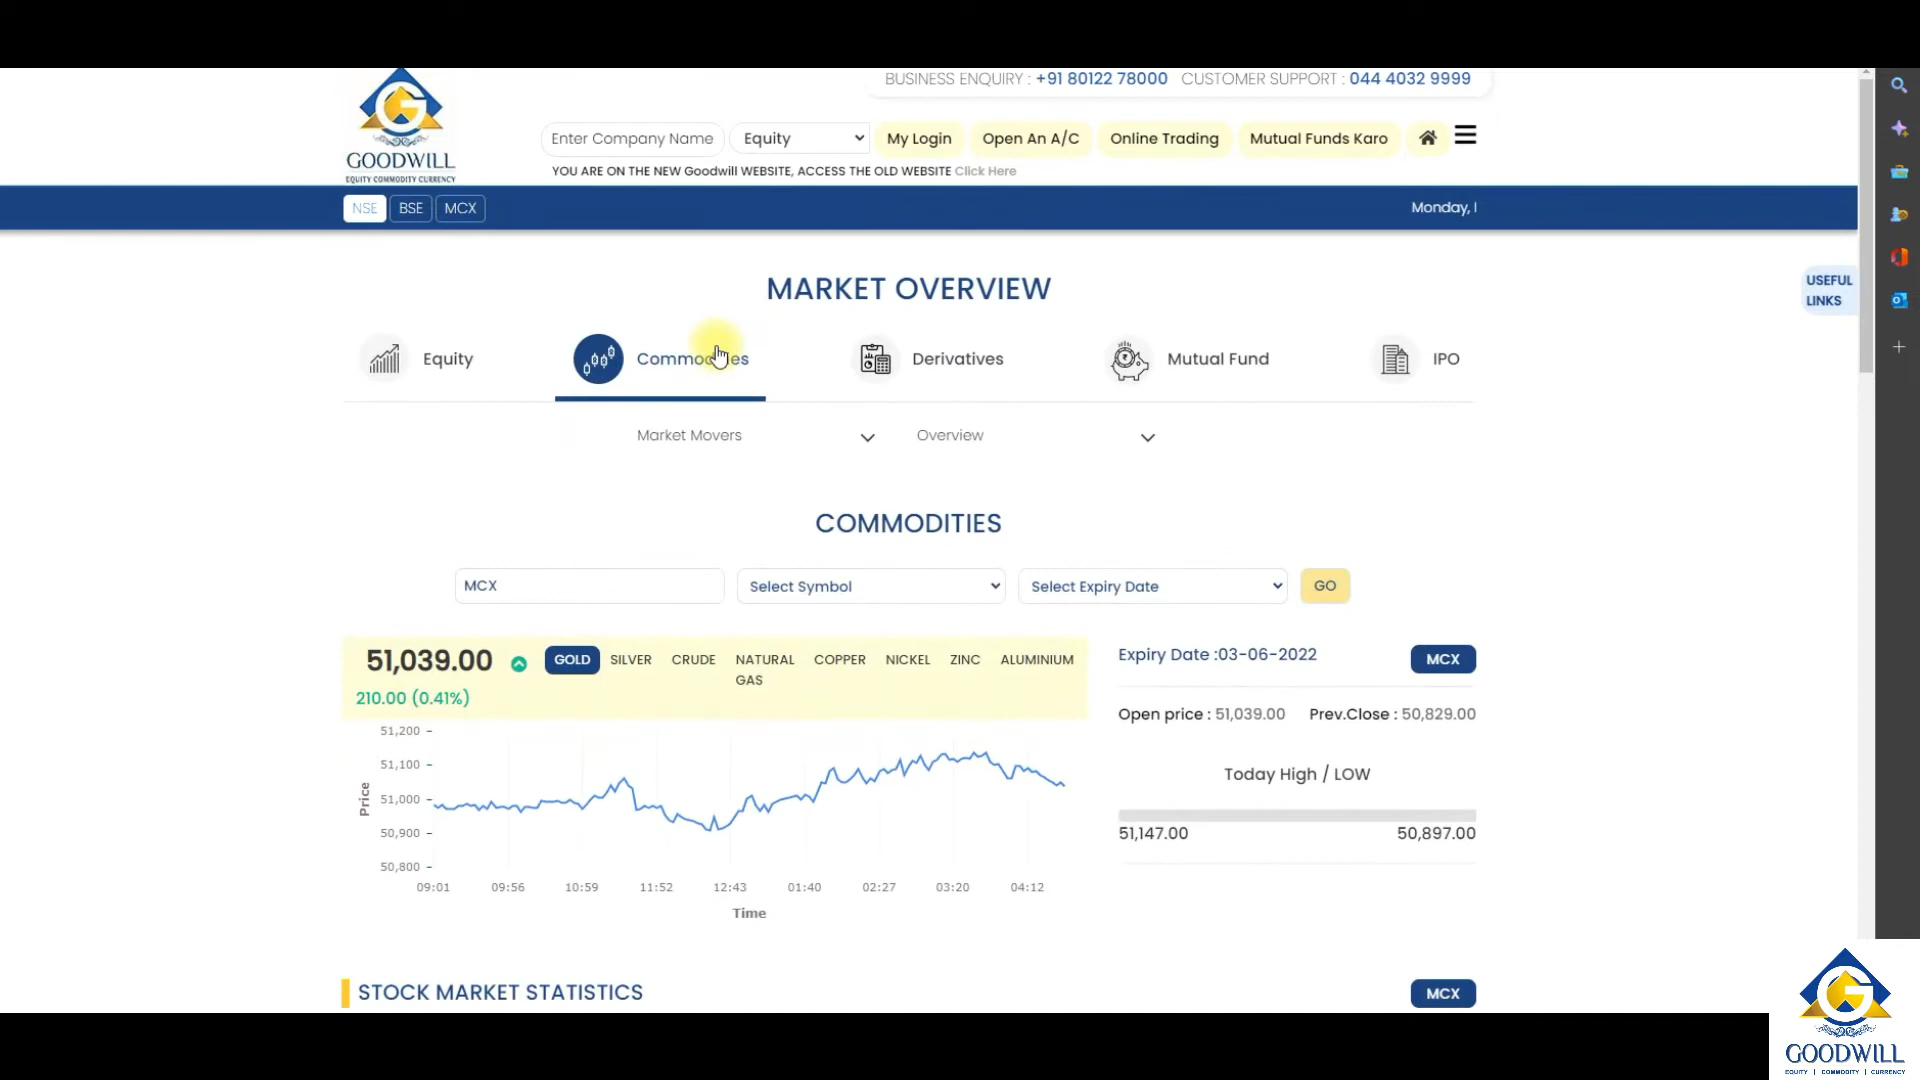 BUSINESS ENQUIRY : +91 80122 78000 CUSTOMER SUPPORT : 044 4032 9999
GOODWILL
EQUITY COMMODITY CURRENCY
Enter Company Name Equity My Login Open An A/C Online Trading Mutual Funds Karo
YOU ARE ON THE NEW Goodwill WEBSITE, ACCESS THE OLD WEBSITE Click Here
NSE BSE MCX Monday,
MARKET OVERVIEW
USEFUL
LINKS
Equity Commodities Derivatives Mutual Fund IPO
Market Movers Overview
COMMODITIES
MCX Select Symbol Select Expiry Date GO
51,039.00 GOLD SILVER CRUDE NATURAL GAS COPPER NICKEL ZINC ALUMINIUM
210.00 (0.41%)
Expiry Date :03-06-2022 MCX
Open price : 51,039.00 Prev.Close : 50,829.00
Today High / LOW
51,147.00 50,897.00
51,200
51,100
51,000
50,900
50,800
Price
09:01 09:56 10:59 11:52 12:43 01:40 02:27 03:20 04:12
Time
STOCK MARKET STATISTICS MCX
GOODWILL
EQUITY | COMMODITY | CURRENCY